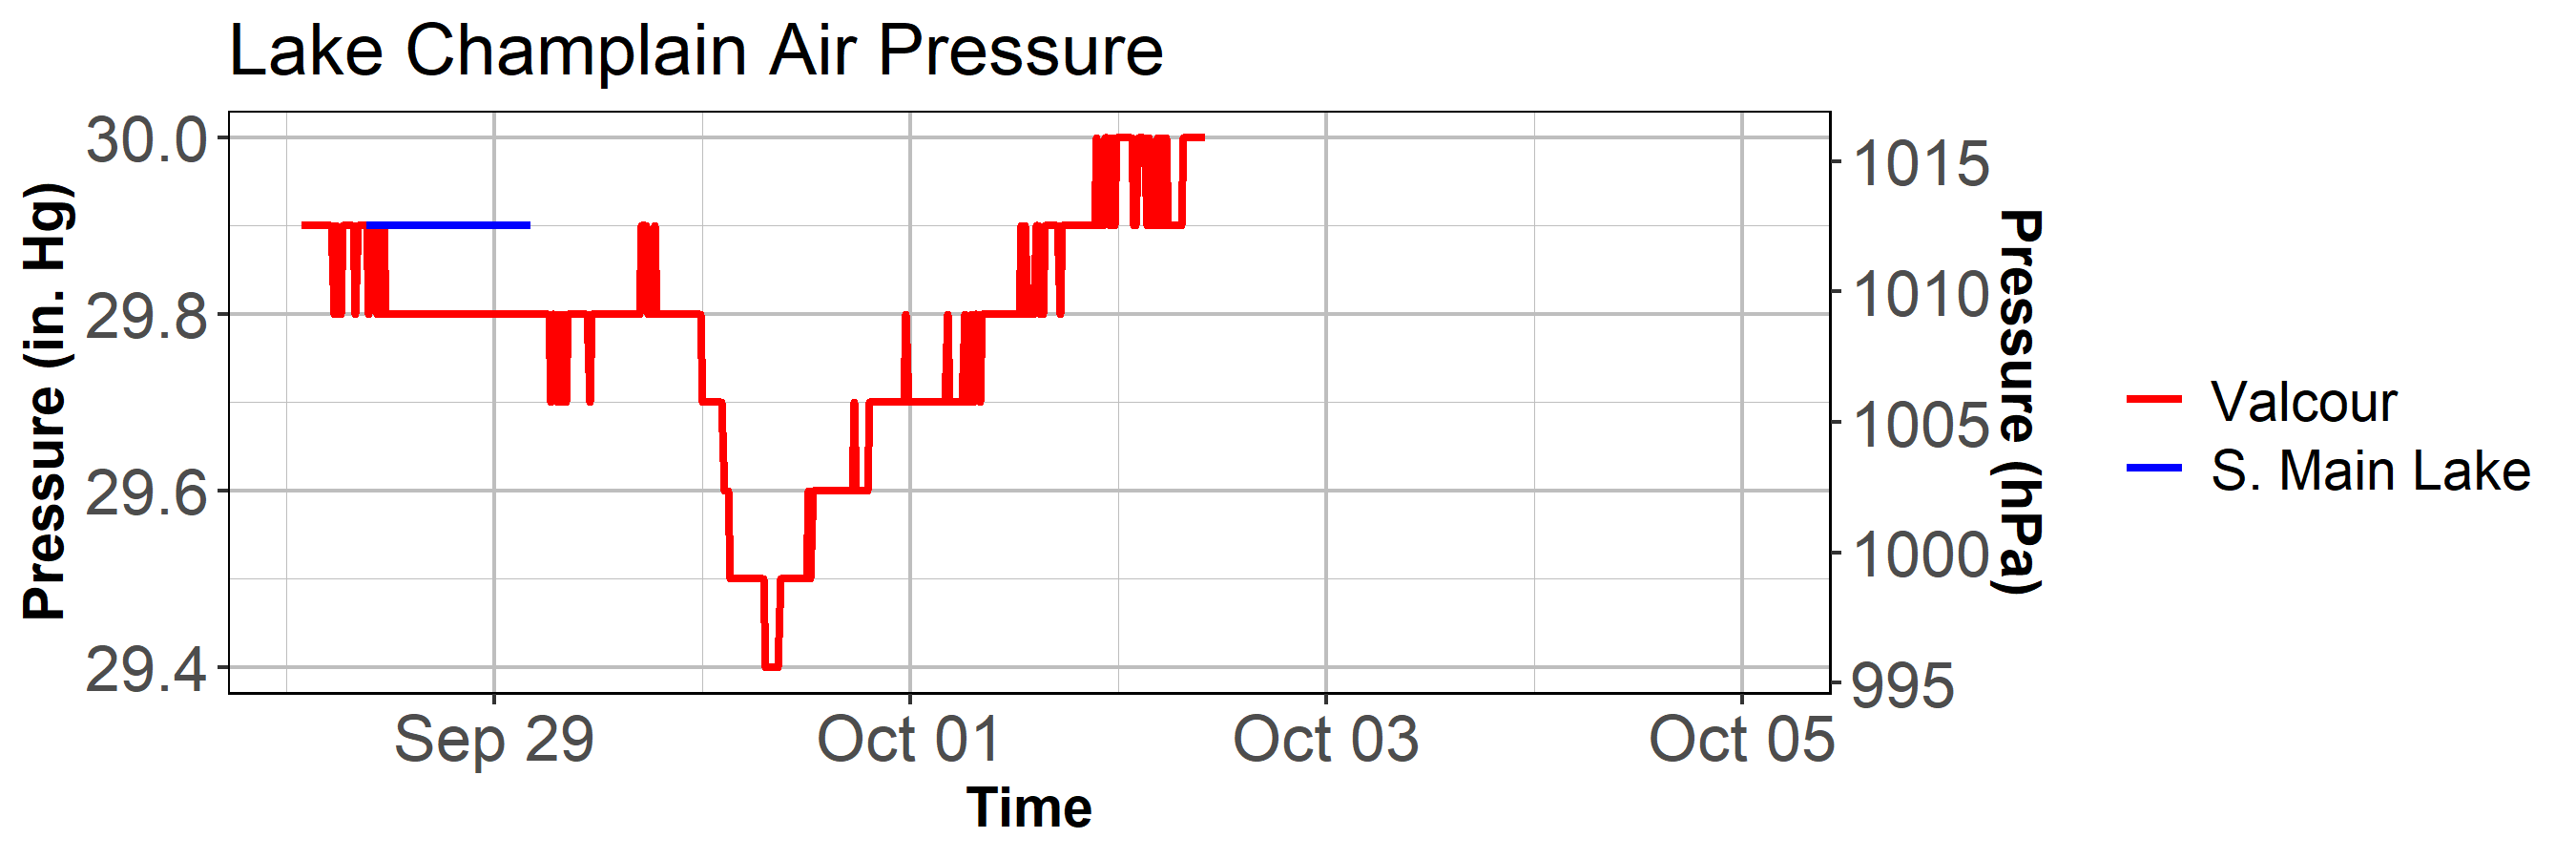 Lake Champlain Air Pressure
Pressure (in. Hg)
30.0
29.8
29.6
29.4
1015
1010
1005
1000
995
Pressure (hPa)
Sep 29
Oct 01
Oct 03
Oct 05
Time
Valcour
S. Main Lake